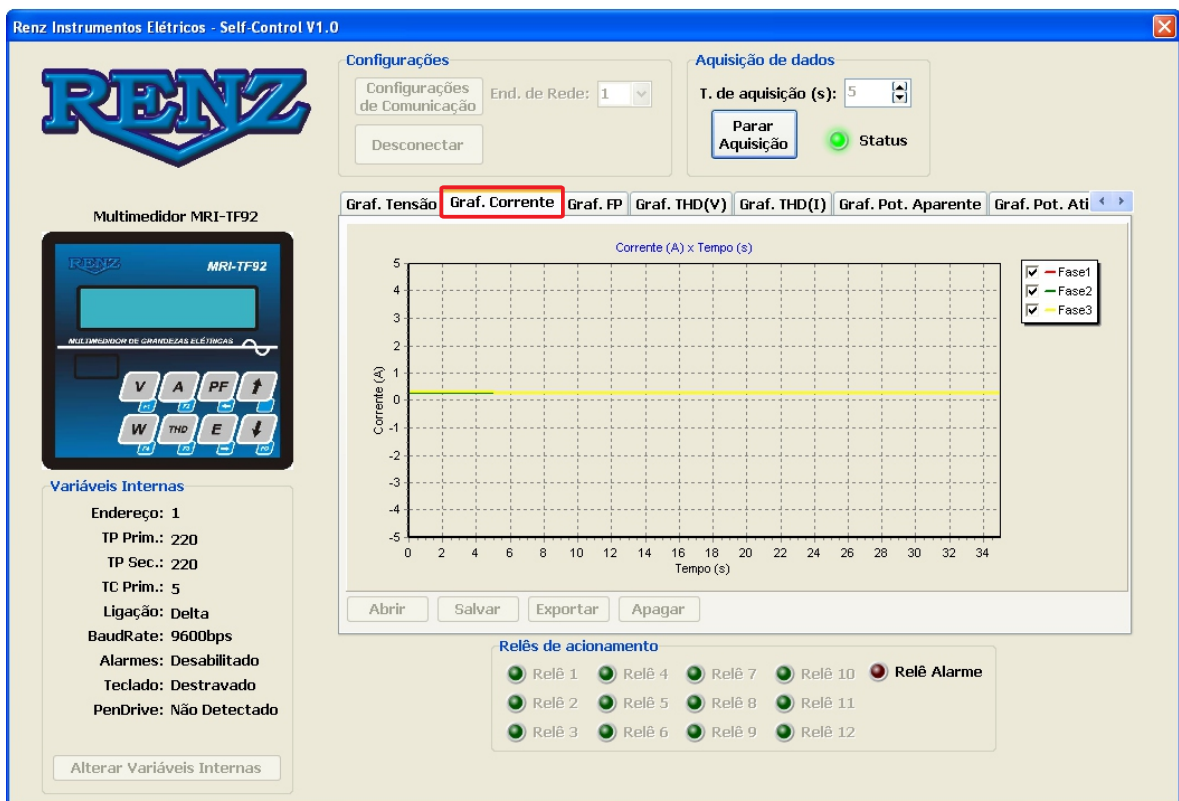 Renz Instrumentos Elétricos - Self-Control V1.0
RENZ
Multimedidor MRI-TF92
RENZ
MRI-TF92
MULTIMEDIDOR DE GRANDEZAS ELÉTRICAS
V A PF
F1 F2
W THD E
F4 F5
Variáveis Internas
Endereço: 1
TP Prim.: 220
TP Sec.: 220
TC Prim.: 5
Ligação: Delta
BaudRate: 9600bps
Alarmes: Desabilitado
Teclado: Destravado
PenDrive: Não Detectado
Alterar Variáveis Internas
Configurações
Configurações
de Comunicação
End. de Rede: 1
Desconectar
Aquisição de dados
T. de aquisição (s): 5
Parar
Aquisição
Status
Graf. Tensão Graf. Corrente Graf. FP Graf. THD(V) Graf. THD(I) Graf. Pot. Aparente Graf. Pot. Ati
Corrente (A) x Tempo (s)
Corrente (A)
5
4
3
2
1
0
-1
-2
-3
-4
-5
0 2 4 6 8 10 12 14 16 18 20 22 24 26 28 30 32 34
Tempo (s)
Fase1
Fase2
Fase3
Abrir Salvar Exportar Apagar
Relês de acionamento
Relê 1 Relê 4 Relê 7 Relê 10 Relê Alarme
Relê 2 Relê 5 Relê 8 Relê 11
Relê 3 Relê 6 Relê 9 Relê 12